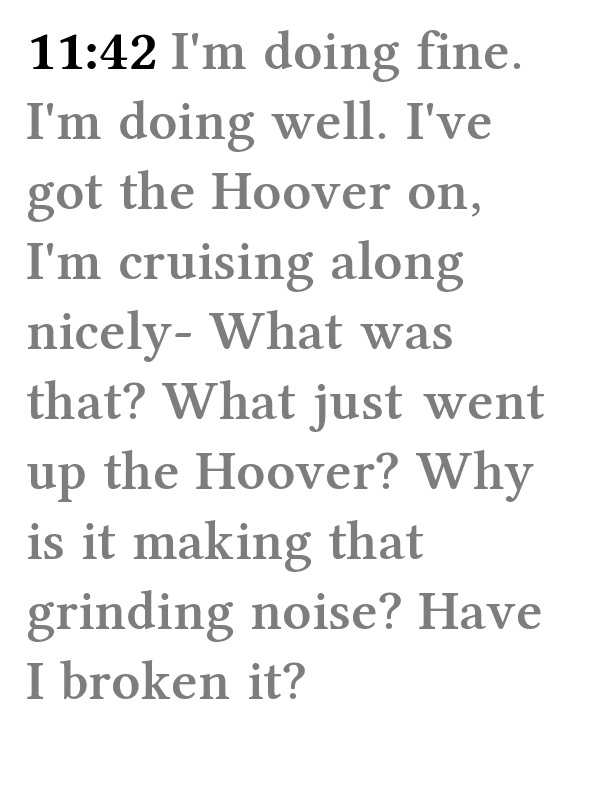 11:42 I'm doing fine.
I'm doing well. I've
got the Hoover on,
I'm cruising along
nicely- What was
that? What just went
up the Hoover? Why
is it making that
grinding noise? Have
I broken it?